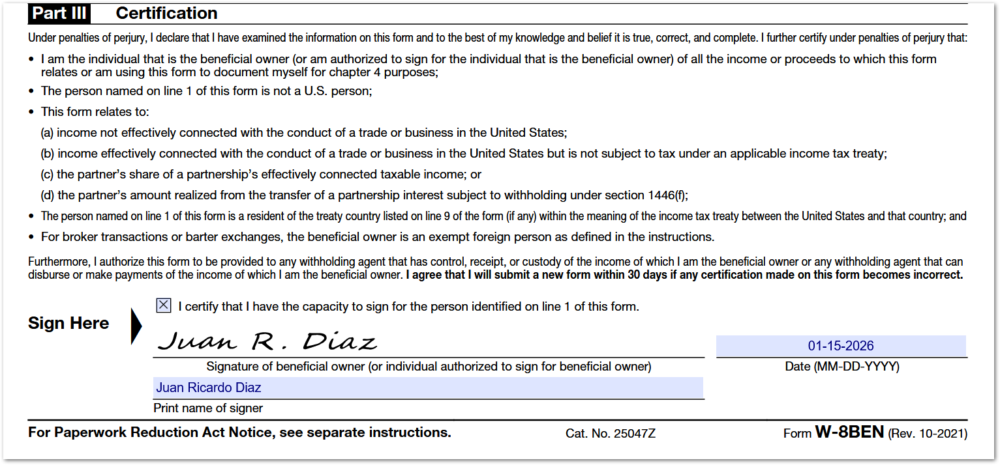 Part III Certification
Under penalties of perjury, I declare that I have examined the information on this form and to the best of my knowledge and belief it is true, correct, and complete. I further certify under penalties of perjury that:
• I am the individual that is the beneficial owner (or am authorized to sign for the individual that is the beneficial owner) of all the income or proceeds to which this form
relates or am using this form to document myself for chapter 4 purposes;
• The person named on line 1 of this form is not a U.S. person;
• This form relates to:
(a) income not effectively connected with the conduct of a trade or business in the United States;
(b) income effectively connected with the conduct of a trade or business in the United States but is not subject to tax under an applicable income tax treaty;
(c) the partner’s share of a partnership’s effectively connected taxable income; or
(d) the partner’s amount realized from the transfer of a partnership interest subject to withholding under section 1446(f);
• The person named on line 1 of this form is a resident of the treaty country listed on line 9 of the form (if any) within the meaning of the income tax treaty between the United States and that country; and
• For broker transactions or barter exchanges, the beneficial owner is an exempt foreign person as defined in the instructions.
Furthermore, I authorize this form to be provided to any withholding agent that has control, receipt, or custody of the income of which I am the beneficial owner or any withholding agent that can
disburse or make payments of the income of which I am the beneficial owner. I agree that I will submit a new form within 30 days if any certification made on this form becomes incorrect.
I certify that I have the capacity to sign for the person identified on line 1 of this form.
Sign Here
Juan R. Diaz
01-15-2026
Signature of beneficial owner (or individual authorized to sign for beneficial owner)
Date (MM-DD-YYYY)
Juan Ricardo Diaz
Print name of signer
For Paperwork Reduction Act Notice, see separate instructions. Cat. No. 25047Z Form W-8BEN (Rev. 10-2021)